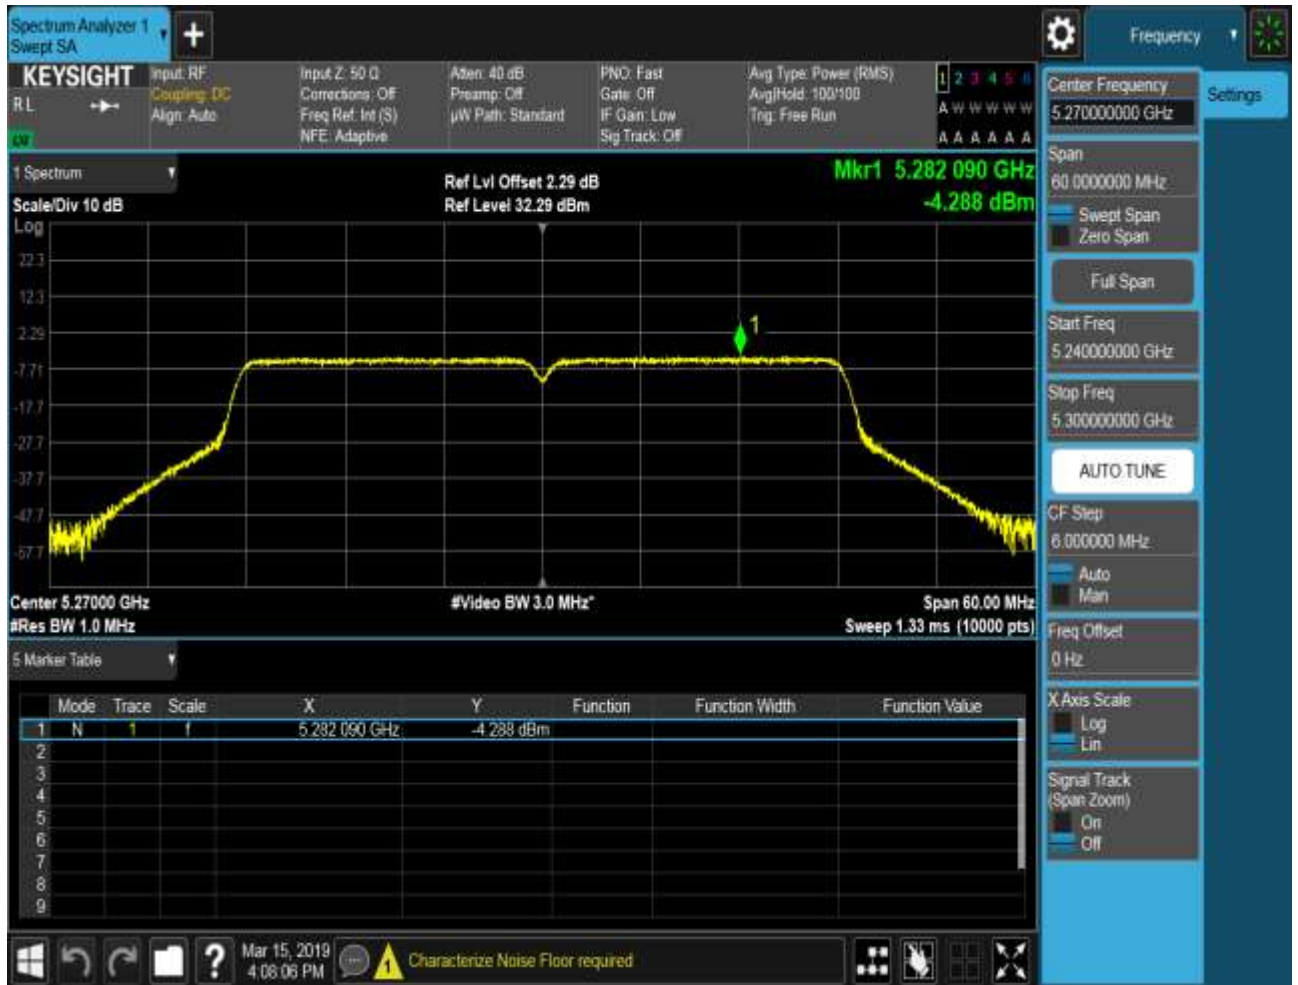 Spectrum Analyzer 1
Swept SA
+
Frequency
KEYSIGHT
RL
Input: RF
Coupling: DC
Align: Auto
Input Z: 50 Ω
Corrections: Off
Freq Ref: Int (S)
NFE: Adaptive
Atten: 40 dB
Preamp: Off
µW Path: Standard
PNO: Fast
Gate: Off
IF Gain: Low
Sig Track: Off
Avg Type: Power (RMS)
Avg|Hold: 100/100
Trig: Free Run
1 2 3 4 5 6
A W W W W W
A A A A A A
1 Spectrum
Scale/Div 10 dB
Ref Lvl Offset 2.29 dB
Ref Level 32.29 dBm
Mkr1 5.282 090 GHz
-4.288 dBm
Log
22.3
12.3
2.29
-7.71
-17.7
-27.7
-37.7
-47.7
-57.7
1
Center 5.27000 GHz
#Res BW 1.0 MHz
#Video BW 3.0 MHz*
Span 60.00 MHz
Sweep 1.33 ms (10000 pts)
5 Marker Table
Mode Trace Scale X Y Function Function Width Function Value
1 N 1 f 5.282 090 GHz -4.288 dBm
2
3
4
5
6
7
8
9
Center Frequency
5.270000000 GHz
Settings
Span
60.0000000 MHz
Swept Span
Zero Span
Full Span
Start Freq
5.240000000 GHz
Stop Freq
5.300000000 GHz
AUTO TUNE
CF Step
6.000000 MHz
Auto
Man
Freq Offset
0 Hz
X Axis Scale
Log
Lin
Signal Track
(Span Zoom)
On
Off
?
Mar 15, 2019
4:08:06 PM
1
Characterize Noise Floor required